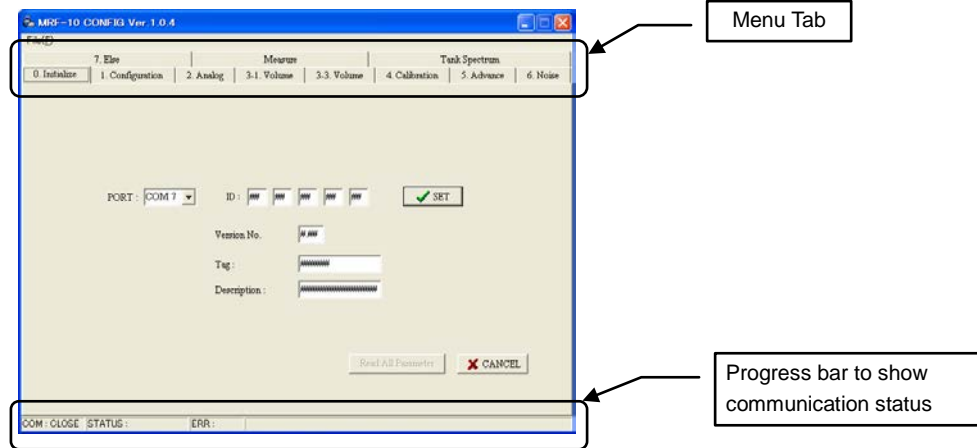 MRF-10 CONFIG Ver.1.0.4
Menu Tab
File(F)
7. Else Measure Tank Spectrum
0. Initialize 1. Configuration 2. Analog 3-1. Volume 3-3. Volume 4. Calibration 5. Advance 6. Noise
PORT : COM 7 ID : ### ### ### ### ### SET
Version No. #.###
Tag :
Description :
Read All Parameter CANCEL
Progress bar to show
communication status
COM : CLOSE STATUS : ERR :